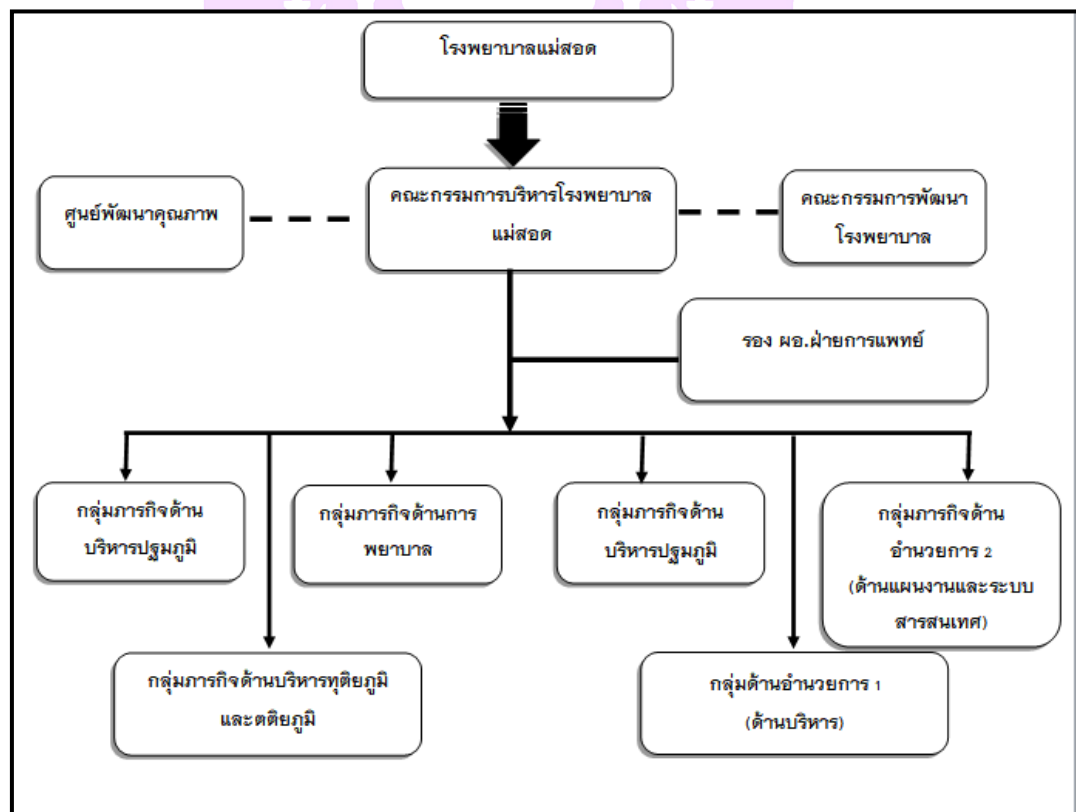 โรงพยาบาลแม่สอด
ศูนย์พัฒนาคุณภาพ
คณะกรรมการบริหารโรงพยาบาล
แม่สอด
คณะกรรมการพัฒนา
โรงพยาบาล
รอง ผอ.ฝ่ายการแพทย์
กลุ่มภารกิจด้าน
บริหารปฐมภูมิ
กลุ่มภารกิจด้านการ
พยาบาล
กลุ่มภารกิจด้าน
บริหารปฐมภูมิ
กลุ่มภารกิจด้าน
อำนวยการ 2
(ด้านแผนงานและระบบ
สารสนเทศ)
กลุ่มภารกิจด้านบริหารทุติยภูมิ
และตติยภูมิ
กลุ่มด้านอำนวยการ 1
(ด้านบริหาร)